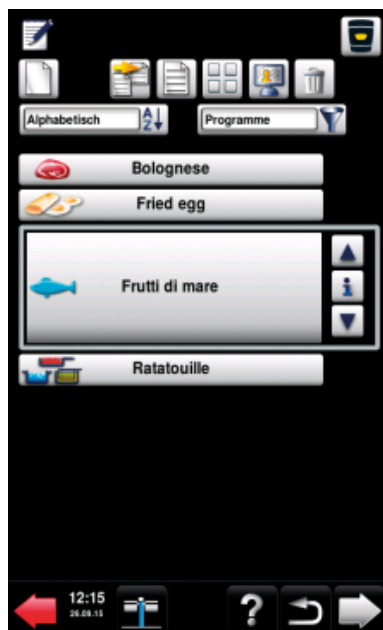 Alphabetisch
A
Z
Programme
Bolognese
Fried egg
Frutti di mare
i
Ratatouille
12:15
26.09.15
?